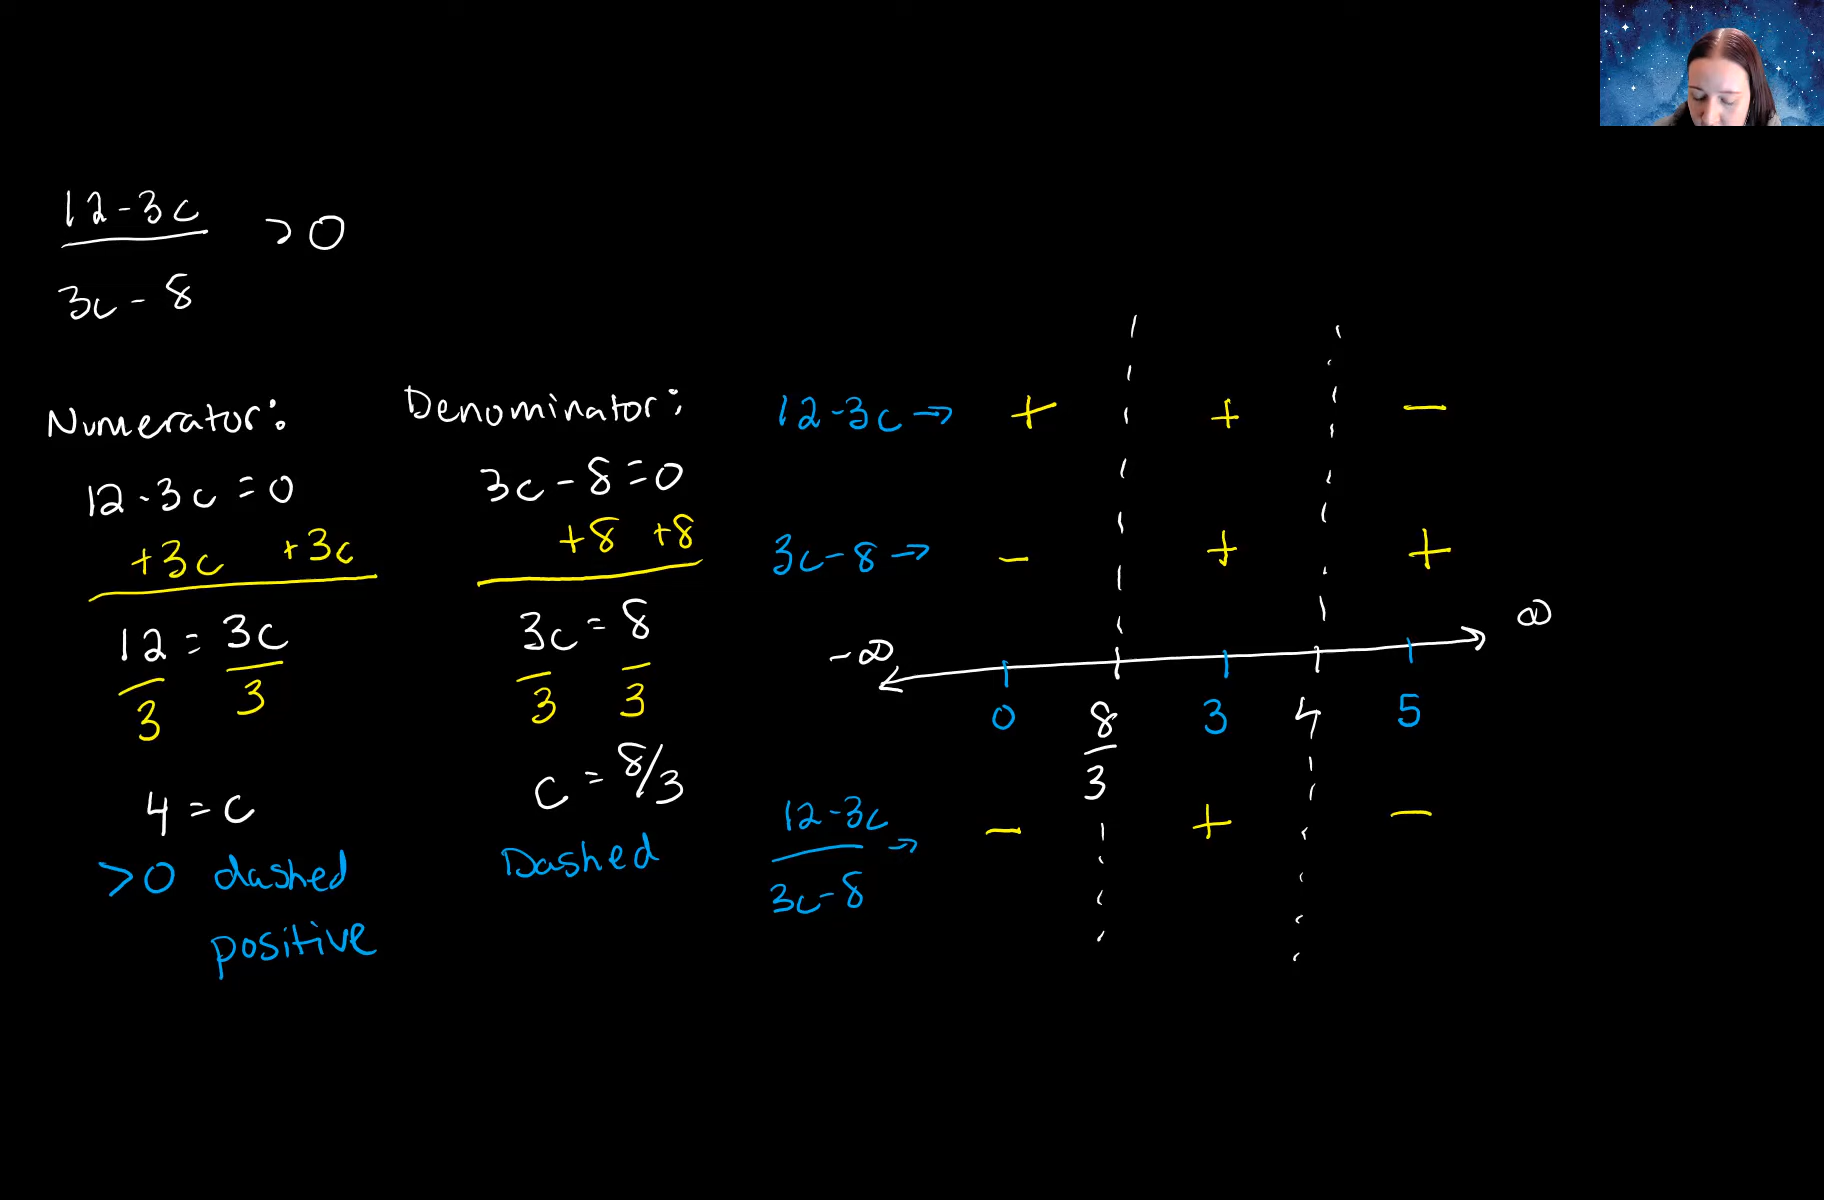 12-3c
3c-8
>0
Numerator:
12-3c=0
+3c +3c
12=3c
3 3
4=c
>0 dashed
positive
Denominator:
3c-8=0
+8 +8
3c=8
3 3
c=8/3
Dashed
12-3c→ + + -
3c-8→ - + +
-∞ ∞
0 8 3 4 5
3
12-3c
3c-8
→ - + -